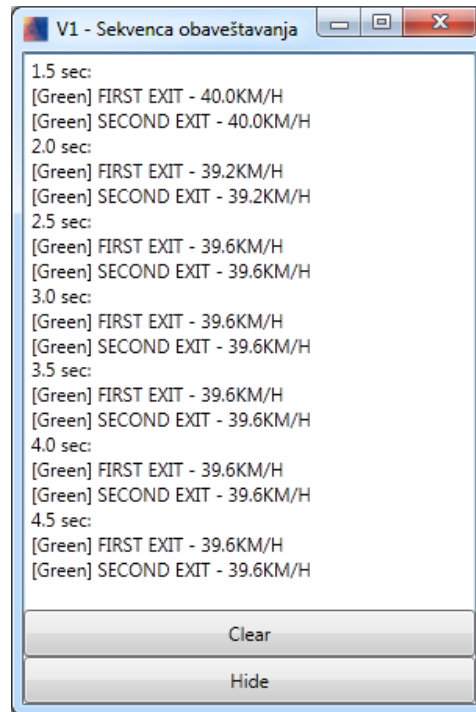 V1 - Sekvenca obaveštavanja
1.5 sec:
[Green] FIRST EXIT - 40.0KM/H
[Green] SECOND EXIT - 40.0KM/H
2.0 sec:
[Green] FIRST EXIT - 39.2KM/H
[Green] SECOND EXIT - 39.2KM/H
2.5 sec:
[Green] FIRST EXIT - 39.6KM/H
[Green] SECOND EXIT - 39.6KM/H
3.0 sec:
[Green] FIRST EXIT - 39.6KM/H
[Green] SECOND EXIT - 39.6KM/H
3.5 sec:
[Green] FIRST EXIT - 39.6KM/H
[Green] SECOND EXIT - 39.6KM/H
4.0 sec:
[Green] FIRST EXIT - 39.6KM/H
[Green] SECOND EXIT - 39.6KM/H
4.5 sec:
[Green] FIRST EXIT - 39.6KM/H
[Green] SECOND EXIT - 39.6KM/H
Clear
Hide